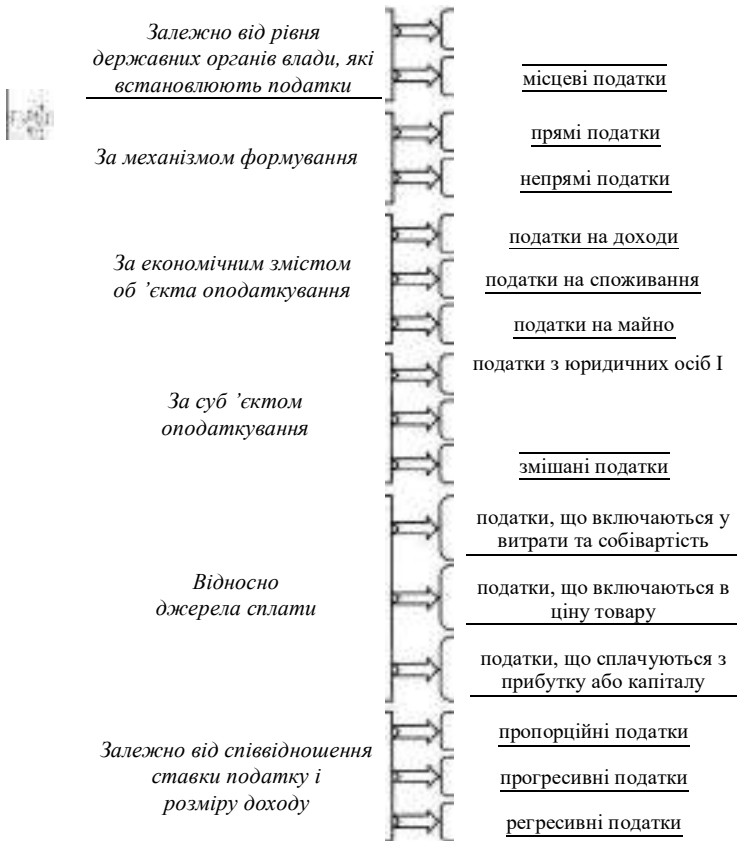 Залежно від рівня
державних органів влади, які
встановлюють податки
місцеві податки
За механізмом формування
прямі податки
непрямі податки
За економічним змістом
об ’єкта оподаткування
податки на доходи
податки на споживання
податки на майно
За суб ’єктом
оподаткування
податки з юридичних осіб I
змішані податки
Відносно
джерела сплати
податки, що включаються у
витрати та собівартість
податки, що включаються в
ціну товару
податки, що сплачуються з
прибутку або капіталу
Залежно від співвідношення
ставки податку і
розміру доходу
пропорційні податки
прогресивні податки
регресивні податки